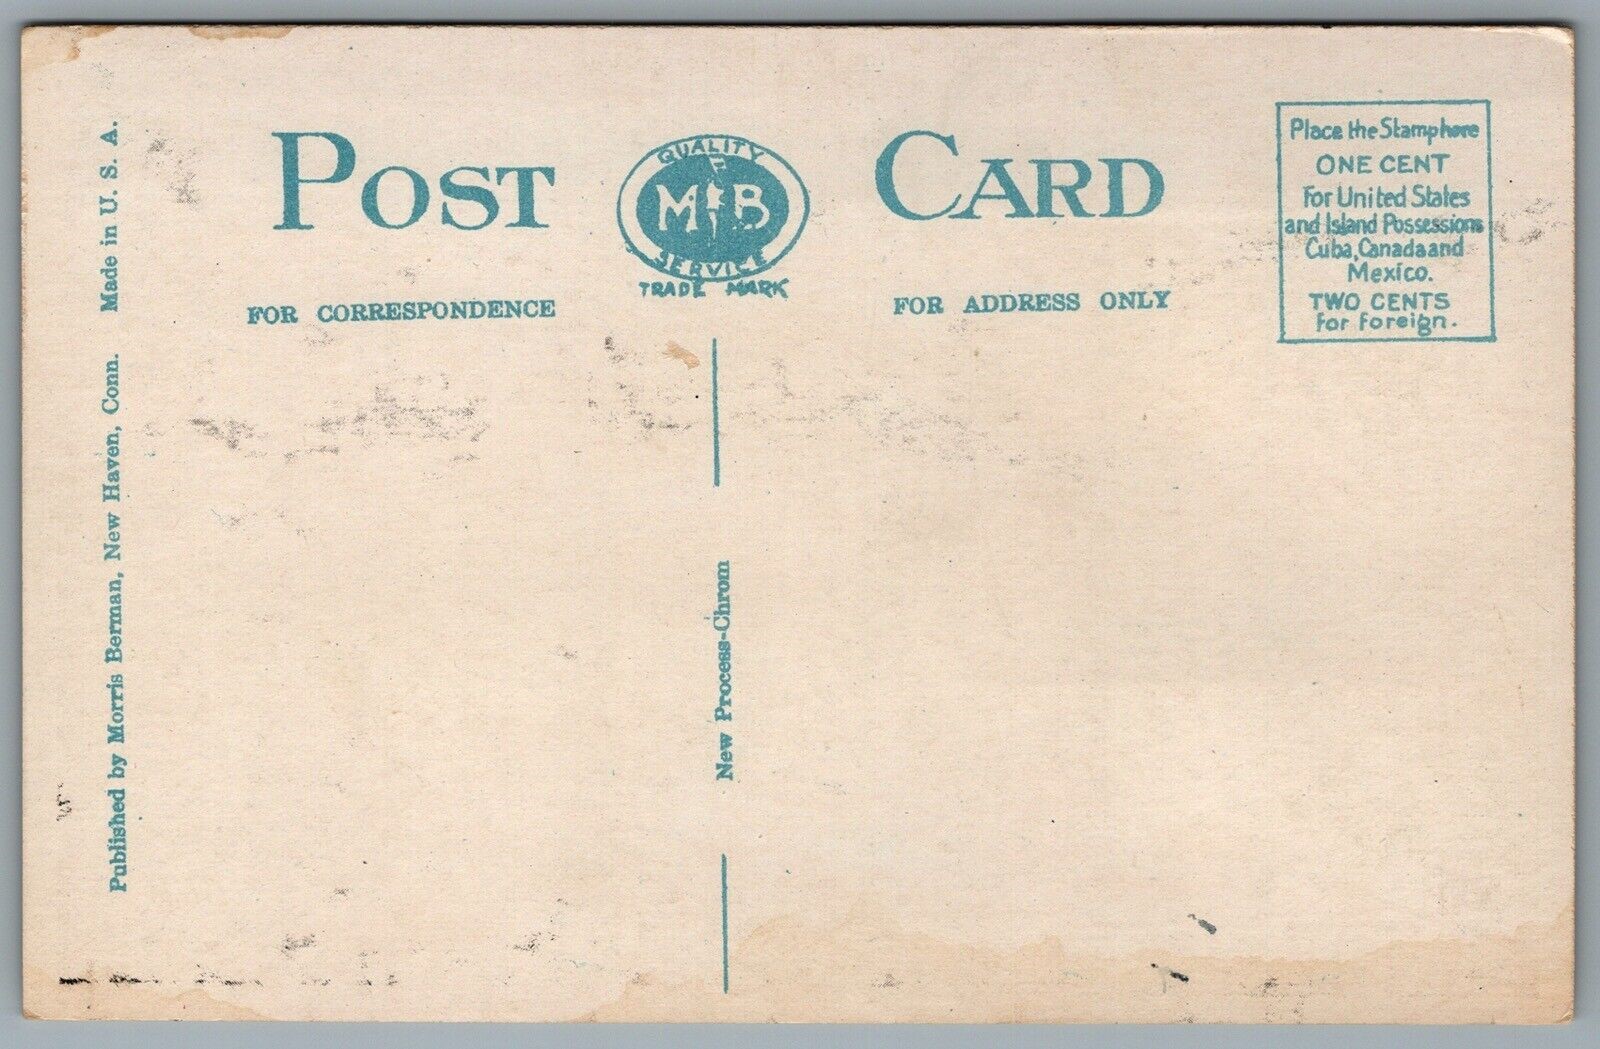 POST CARD
QUALITY
M B
SERVICE
TRADE MARK
FOR CORRESPONDENCE
FOR ADDRESS ONLY
Place the Stamp here
ONE CENT
For United States
and Island Possessions
Cuba, Canada and
Mexico.
TWO CENTS
for foreign.
Published by Morris Berman, New Haven, Conn. Made in U. S. A.
New Process-Chrom